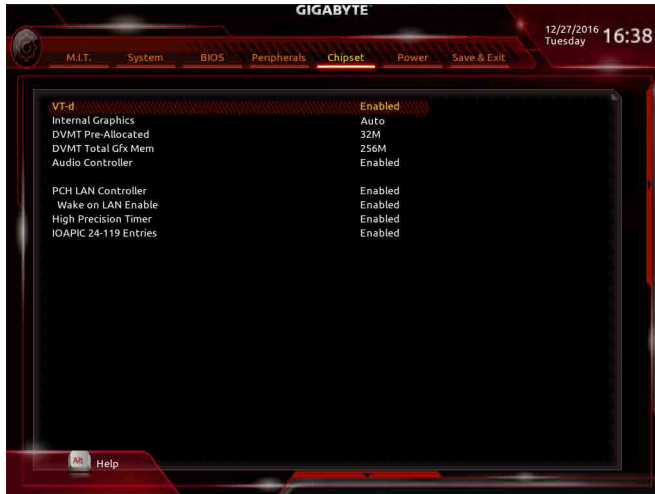 GIGABYTE™
12/27/2016 16:38
Tuesday
M.I.T. System BIOS Peripherals Chipset Power Save & Exit
VT-d Enabled
Internal Graphics Auto
DVMT Pre-Allocated 32M
DVMT Total Gfx Mem 256M
Audio Controller Enabled
PCH LAN Controller Enabled
Wake on LAN Enable Enabled
High Precision Timer Enabled
IOAPIC 24-119 Entries Enabled
Alt Help